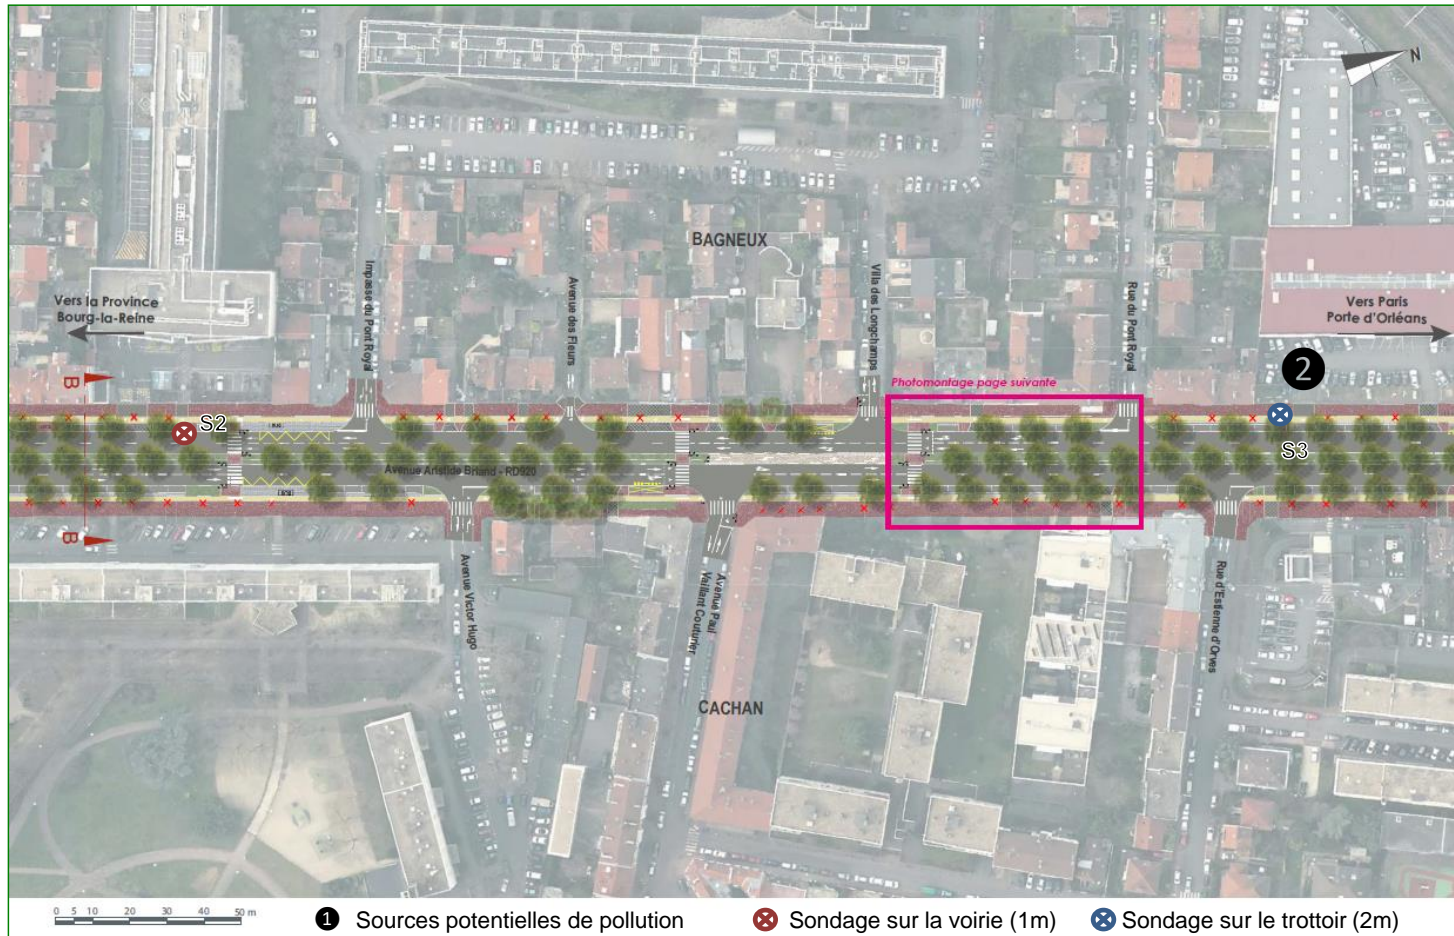 N
BAGNEUX
Vers la Province
Bourg-la-Reine
Impasse du Pont Royal
Avenue des Fleurs
Villa des Longchamps
Rue du Pont Royal
Vers Paris
Porte d'Orléans
2
Photomontage page suivante
B
S2
S3
Avenue Aristide Briand - RD920
B
Avenue Victor Hugo
Avenue Paul
Vaillant Couturier
Rue d'Estienne d'Orves
CACHAN
0 5 10 20 30 40 50 m
1 Sources potentielles de pollution
Sondage sur la voirie (1m)
Sondage sur le trottoir (2m)